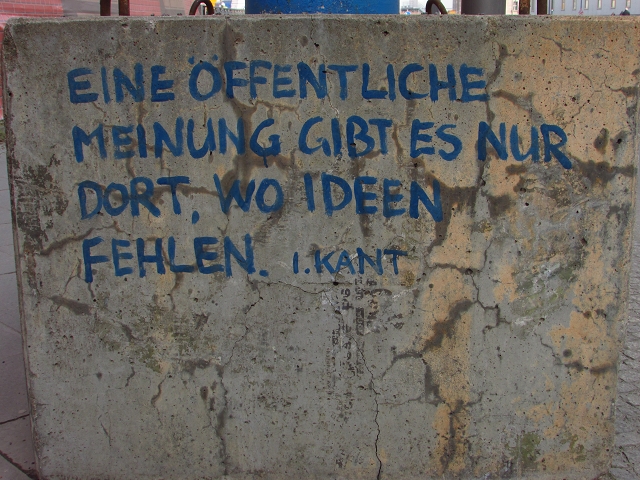 EINE ÖFFENTLICHE
MEINUNG GIBT ES NUR
DORT, WO IDEEN
FEHLEN. I. KANT